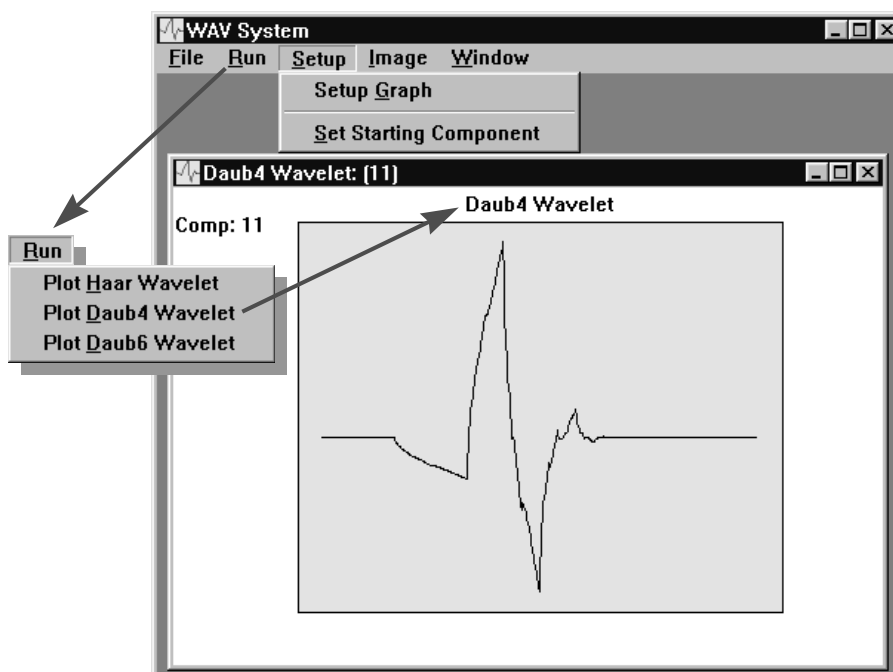 WAV System
File Run Setup Image Window
Setup Graph
Set Starting Component
Daub4 Wavelet: (11)
Daub4 Wavelet
Comp: 11
Run
Plot Haar Wavelet
Plot Daub4 Wavelet
Plot Daub6 Wavelet